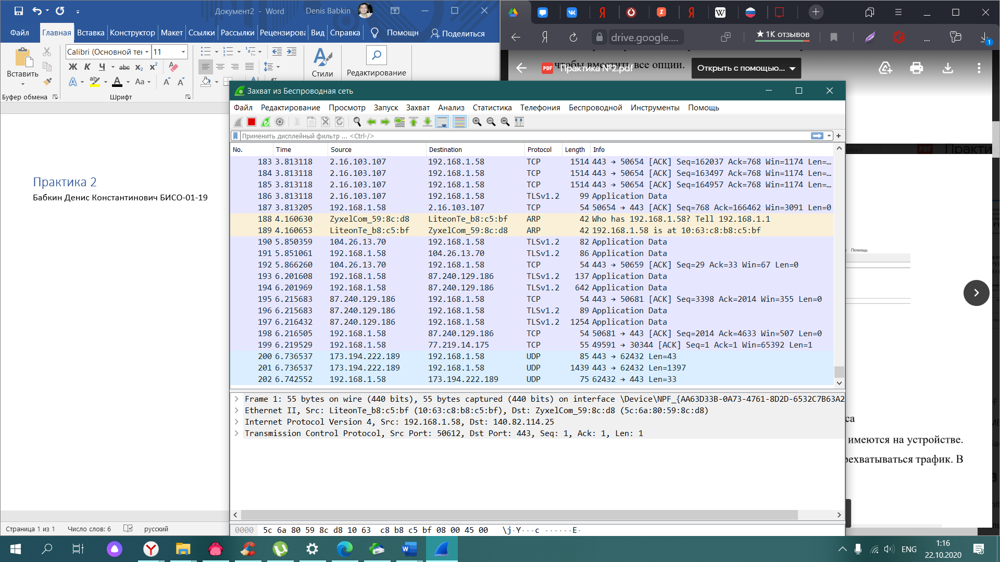 Документ2 - Word
Denis Babkin
Файл
Главная
Вставка
Конструктор
Макет
Ссылки
Рассылки
Рецензирова
Вид
Справка
Помощн
Поделиться
Вставить
Calibri (Основной тек
11
Стили
Редактирование
Буфер обмена
Шрифт
Практика 2
Бабкин Денис Константинович БИСО-01-19
Страница 1 из 1
Число слов: 6
русский
drive.google....
★ 1K отзывов
чтобы вместить все опции.
PDF
Практика №2.pdf
Открыть с помощью...
Захват из Беспроводная сеть
Файл Редактирование Просмотр Запуск Захват Анализ Статистика Телефония Беспроводной Инструменты Помощь
Применить дисплейный фильтр ... <Ctrl-/>
No. Time Source Destination Protocol Length Info
183 3.813118 2.16.103.107 192.168.1.58 TCP 1514 443 → 50654 [ACK] Seq=162037 Ack=768 Win=1174 Len=…
184 3.813118 2.16.103.107 192.168.1.58 TCP 1514 443 → 50654 [ACK] Seq=163497 Ack=768 Win=1174 Len=…
185 3.813118 2.16.103.107 192.168.1.58 TCP 1514 443 → 50654 [ACK] Seq=164957 Ack=768 Win=1174 Len=…
186 3.813118 2.16.103.107 192.168.1.58 TLSv1.2 99 Application Data
187 3.813205 192.168.1.58 2.16.103.107 TCP 54 50654 → 443 [ACK] Seq=768 Ack=166462 Win=3091 Len=0
188 4.160630 ZyxelCom_59:8c:d8 LiteonTe_b8:c5:bf ARP 42 Who has 192.168.1.58? Tell 192.168.1.1
189 4.160653 LiteonTe_b8:c5:bf ZyxelCom_59:8c:d8 ARP 42 192.168.1.58 is at 10:63:c8:b8:c5:bf
190 5.850359 104.26.13.70 192.168.1.58 TLSv1.2 82 Application Data
191 5.851061 192.168.1.58 104.26.13.70 TLSv1.2 86 Application Data
192 5.866260 104.26.13.70 192.168.1.58 TCP 54 443 → 50659 [ACK] Seq=29 Ack=33 Win=67 Len=0
193 6.201608 192.168.1.58 87.240.129.186 TLSv1.2 137 Application Data
194 6.201969 192.168.1.58 87.240.129.186 TLSv1.2 642 Application Data
195 6.215683 87.240.129.186 192.168.1.58 TCP 54 443 → 50681 [ACK] Seq=3398 Ack=2014 Win=355 Len=0
196 6.215683 87.240.129.186 192.168.1.58 TLSv1.2 89 Application Data
197 6.216432 87.240.129.186 192.168.1.58 TLSv1.2 1254 Application Data
198 6.216505 192.168.1.58 87.240.129.186 TCP 54 50681 → 443 [ACK] Seq=2014 Ack=4633 Win=507 Len=0
199 6.219529 192.168.1.58 77.219.14.175 TCP 55 49591 → 30344 [ACK] Seq=1 Ack=1 Win=65392 Len=1
200 6.736537 173.194.222.189 192.168.1.58 UDP 85 443 → 62432 Len=43
201 6.736537 173.194.222.189 192.168.1.58 UDP 1439 443 → 62432 Len=1397
202 6.742552 192.168.1.58 173.194.222.189 UDP 75 62432 → 443 Len=33
Frame 1: 55 bytes on wire (440 bits), 55 bytes captured (440 bits) on interface \Device\NPF_{AA63D33B-0A73-4761-8D2D-6532C7B63A2
Ethernet II, Src: LiteonTe_b8:c5:bf (10:63:c8:b8:c5:bf), Dst: ZyxelCom_59:8c:d8 (5c:6a:80:59:8c:d8)
Internet Protocol Version 4, Src: 192.168.1.58, Dst: 140.82.114.25
Transmission Control Protocol, Src Port: 50612, Dst Port: 443, Seq: 1, Ack: 1, Len: 1
0000 5c 6a 80 59 8c d8 10 63 c8 b8 c5 bf 08 00 45 00 \j·Y···c ······E·
Помощь
са
имеются на устройстве.
рехватываться трафик. В
ENG
1:16
22.10.2020